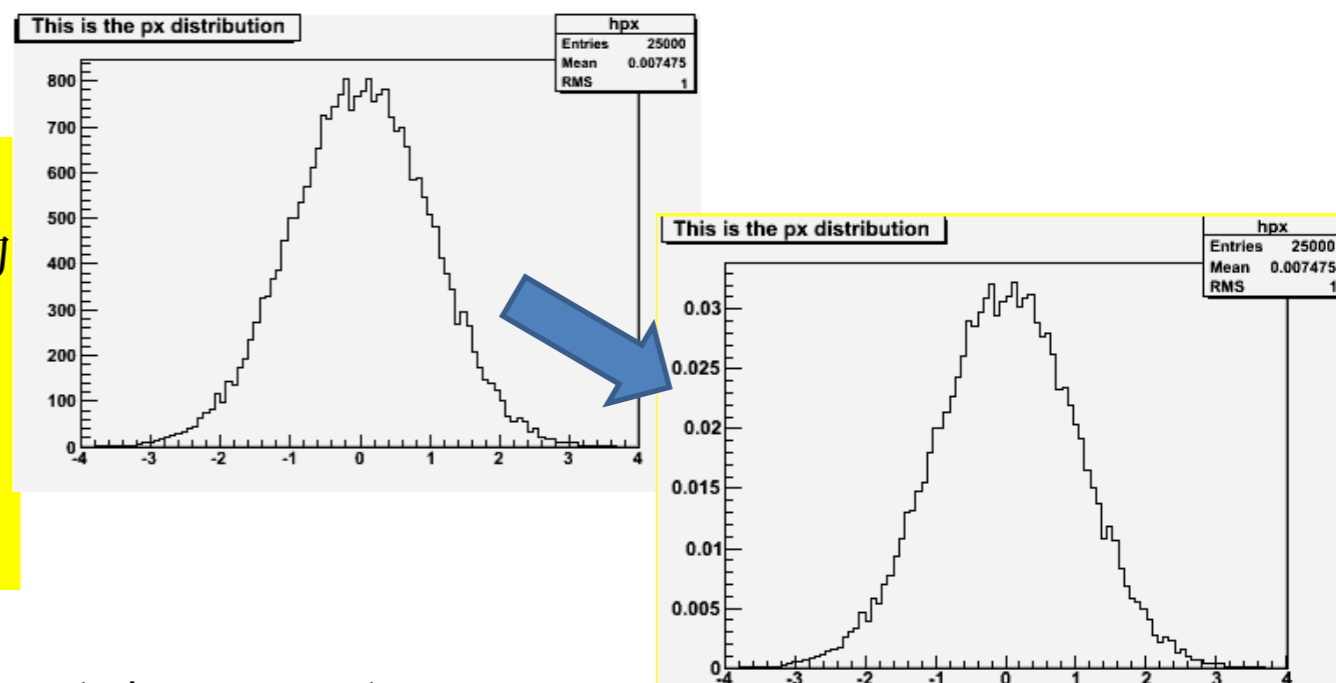 This is the px distribution
hpx
Entries 25000
Mean 0.007475
RMS 1
800
700
600
500
400
300
200
100
0
-4 -3 -2 -1 0 1 2 3 4
This is the px distribution
hpx
Entries 25000
Mean 0.007475
RMS 1
0.03
0.025
0.02
0.015
0.01
0.005
0
-4 -3 -2 -1 0 1 2 3 4